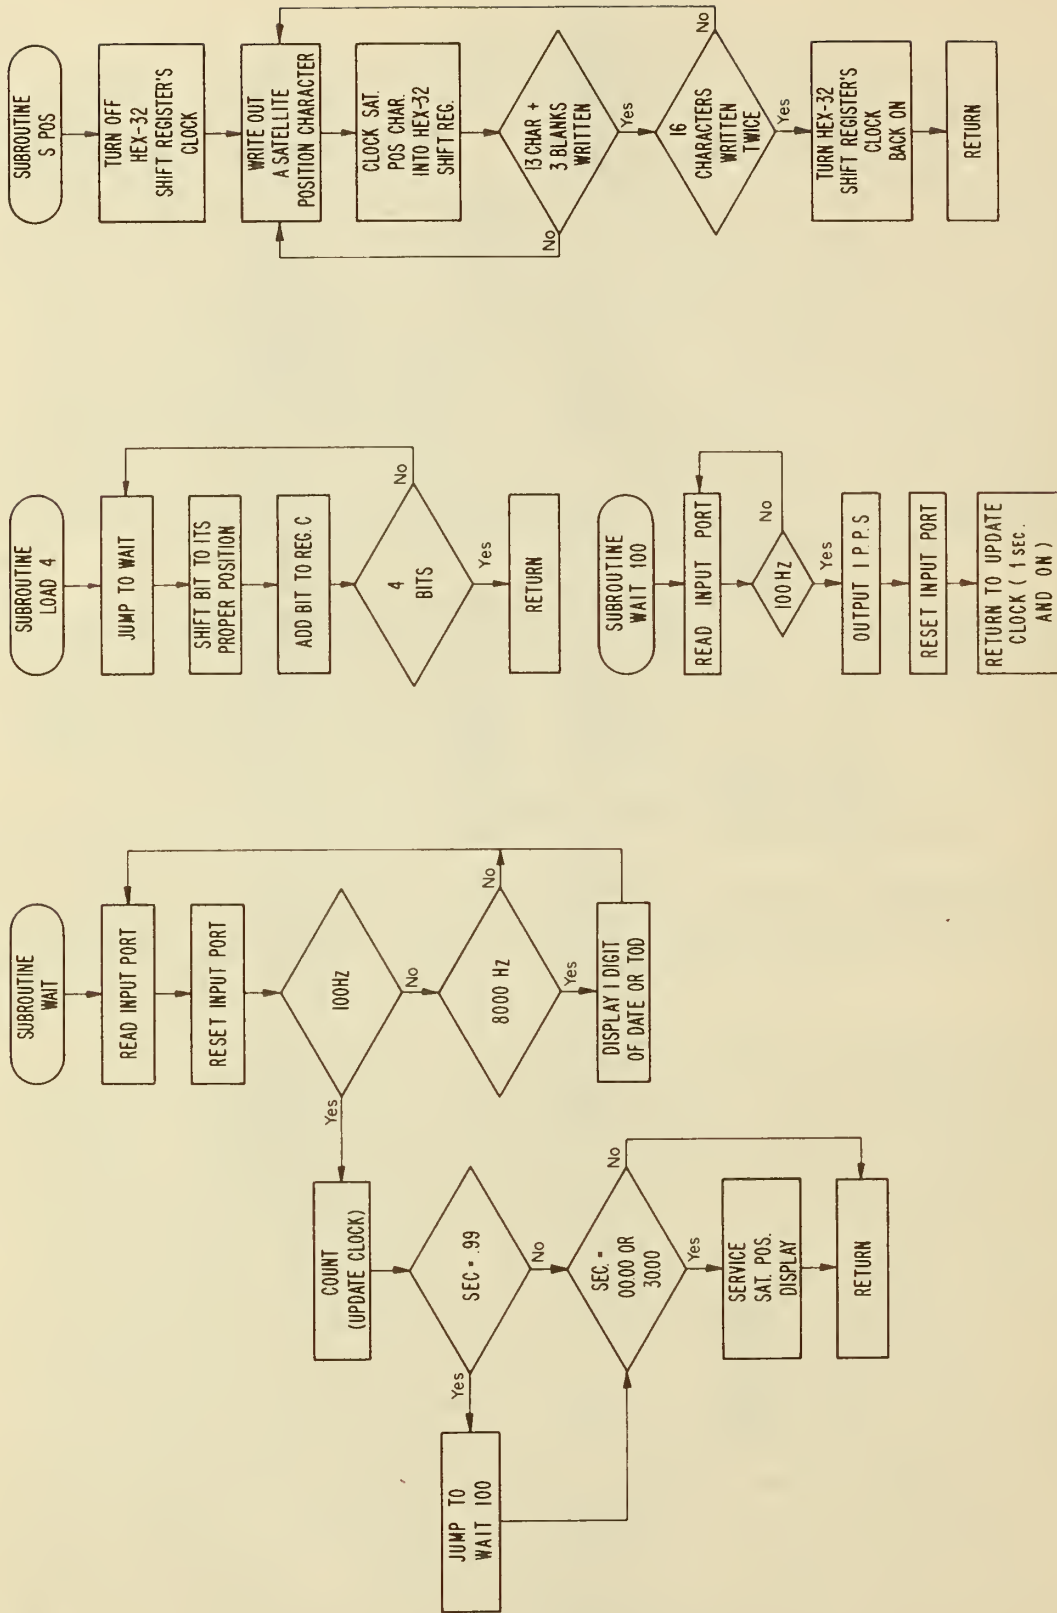 SUBROUTINE
WAIT
READ INPUT PORT
RESET INPUT PORT
100HZ
Yes
No
8000 HZ
No
Yes
DISPLAY 1 DIGIT
OF DATE OR TOD
COUNT
(UPDATE CLOCK)
SEC = .99
Yes
No
JUMP TO
WAIT 100
SEC. =
00.00 OR
30.00
No
Yes
SERVICE
SAT. POS.
DISPLAY
RETURN
SUBROUTINE
LOAD 4
JUMP TO WAIT
SHIFT BIT TO ITS
PROPER POSITION
ADD BIT TO REG. C
4
BITS
No
Yes
RETURN
SUBROUTINE
WAIT 100
READ INPUT PORT
100 HZ
No
Yes
OUTPUT 1 P. P. S
RESET INPUT PORT
RETURN TO UPDATE
CLOCK ( 1 SEC.
AND ON )
SUBROUTINE
S POS
TURN OFF
HEX-32
SHIFT REGISTER'S
CLOCK
WRITE OUT
A SATELLITE
POSITION CHARACTER
CLOCK SAT.
POS CHAR.
INTO HEX-32
SHIFT REG.
13 CHAR +
3 BLANKS
WRITTEN
No
Yes
16
CHARACTERS
WRITTEN
TWICE
No
Yes
TURN HEX-32
SHIFT REGISTER'S
CLOCK
BACK ON
RETURN